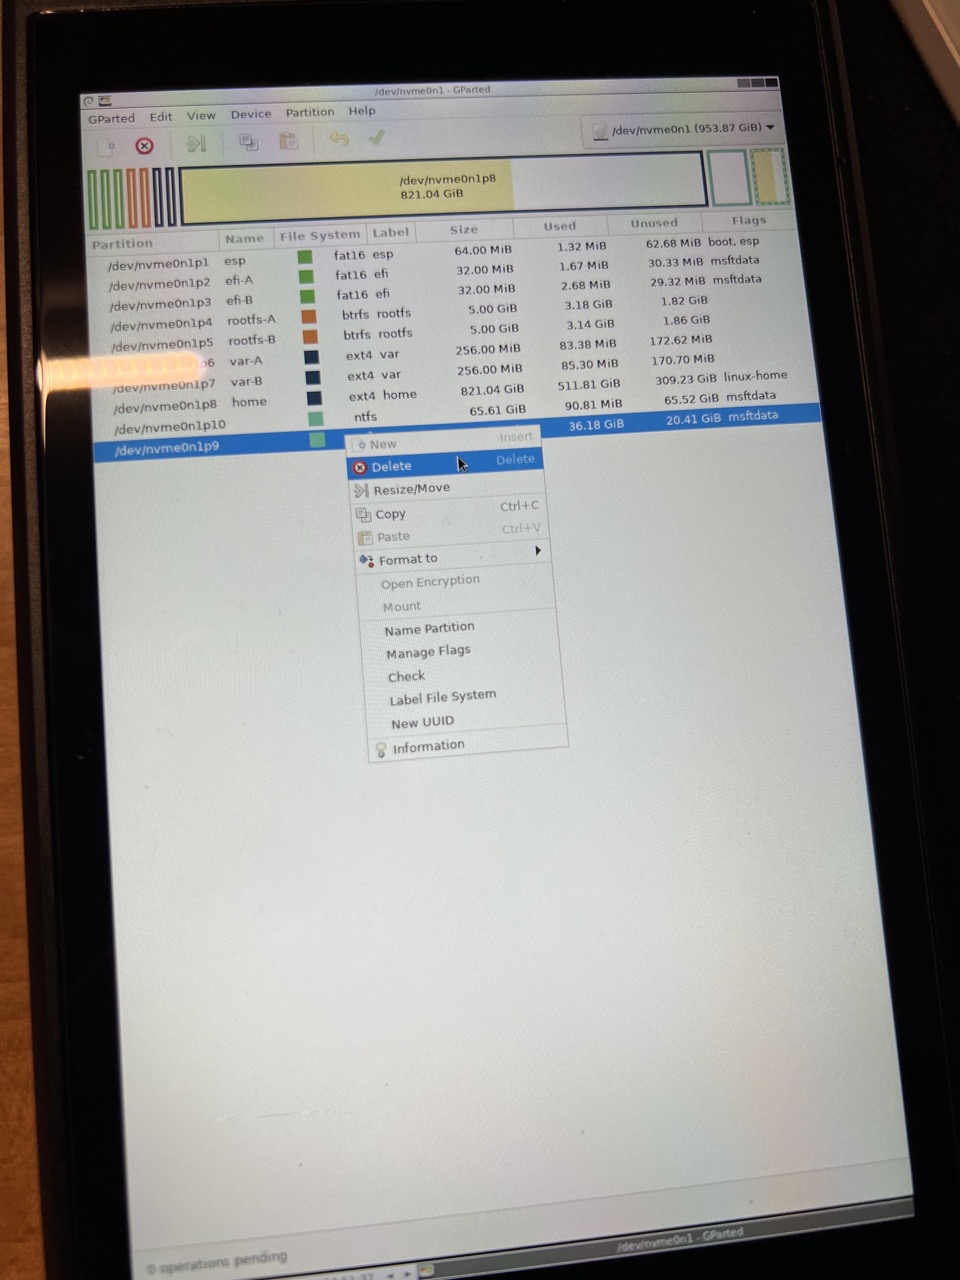 /dev/nvme0n1 - GParted
GParted Edit View Device Partition Help
/dev/nvme0n1 (953.87 GiB)
/dev/nvme0n1p8
821.04 GiB
Partition Name File System Label Size Used Unused Flags
/dev/nvme0n1p1 esp fat16 esp 64.00 MiB 1.32 MiB 62.68 MiB boot, esp
/dev/nvme0n1p2 efi-A fat16 efi 32.00 MiB 1.67 MiB 30.33 MiB msftdata
/dev/nvme0n1p3 efi-B fat16 efi 32.00 MiB 2.68 MiB 29.32 MiB msftdata
/dev/nvme0n1p4 rootfs-A btrfs rootfs 5.00 GiB 3.18 GiB 1.82 GiB
/dev/nvme0n1p5 rootfs-B btrfs rootfs 5.00 GiB 3.14 GiB 1.86 GiB
p6 var-A ext4 var 256.00 MiB 83.38 MiB 172.62 MiB
/dev/nvme0n1p7 var-B ext4 var 256.00 MiB 85.30 MiB 170.70 MiB
/dev/nvme0n1p8 home ext4 home 821.04 GiB 511.81 GiB 309.23 GiB linux-home
/dev/nvme0n1p10 ntfs 65.61 GiB 90.81 MiB 65.52 GiB msftdata
/dev/nvme0n1p9 36.18 GiB 20.41 GiB msftdata
New Insert
Delete Delete
Resize/Move
Copy Ctrl+C
Paste Ctrl+V
Format to
Open Encryption
Mount
Name Partition
Manage Flags
Check
Label File System
New UUID
Information
0 operations pending
/dev/nvme0n1 - GParted